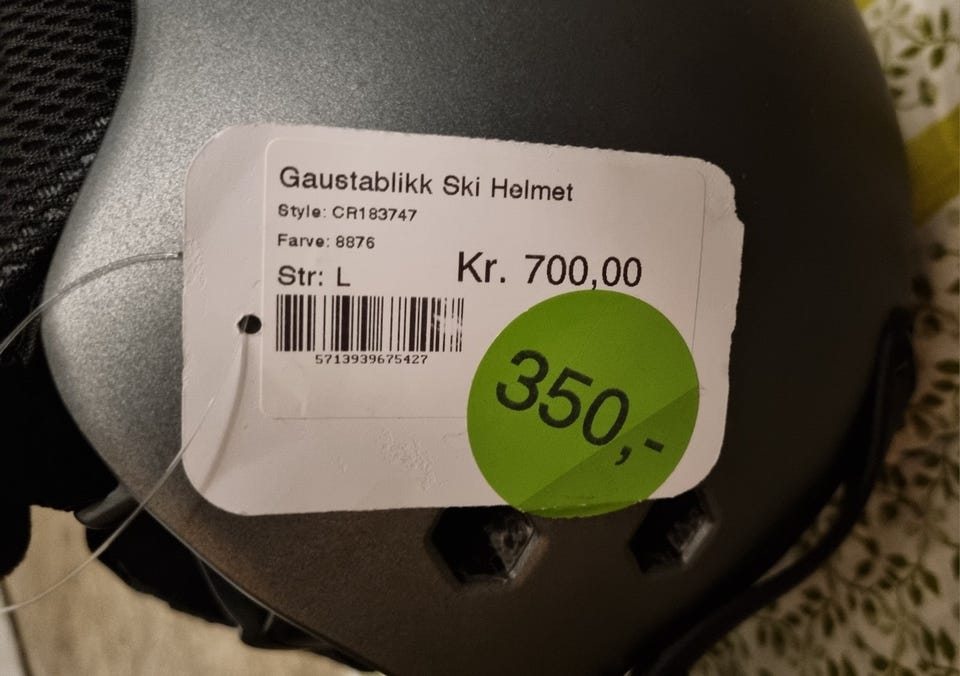 Gaustablikk Ski Helmet
Style: CR183747
Farve: 8876
Str: L
Kr. 700,00
5713939675427
350,-